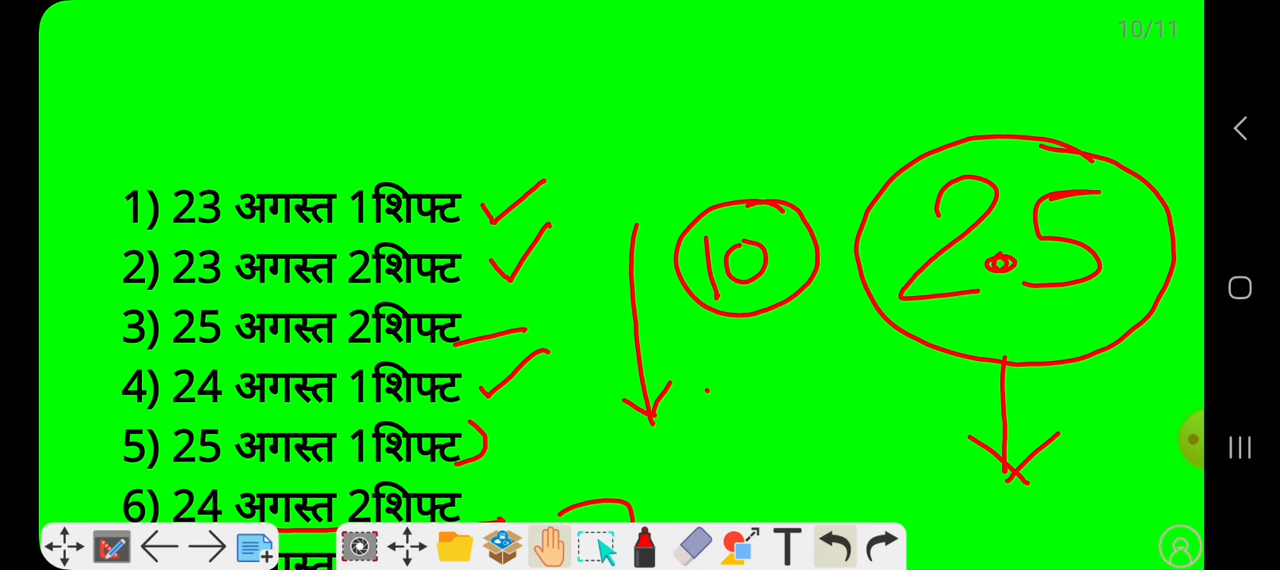 10/11
1) 23 अगस्त 1शिफ्ट
2) 23 अगस्त 2शिफ्ट
3) 25 अगस्त 2शिफ्ट
4) 24 अगस्त 1शिफ्ट
5) 25 अगस्त 1शिफ्ट
6) 24 अगस्त 2शिफ्ट
10
2.5
T